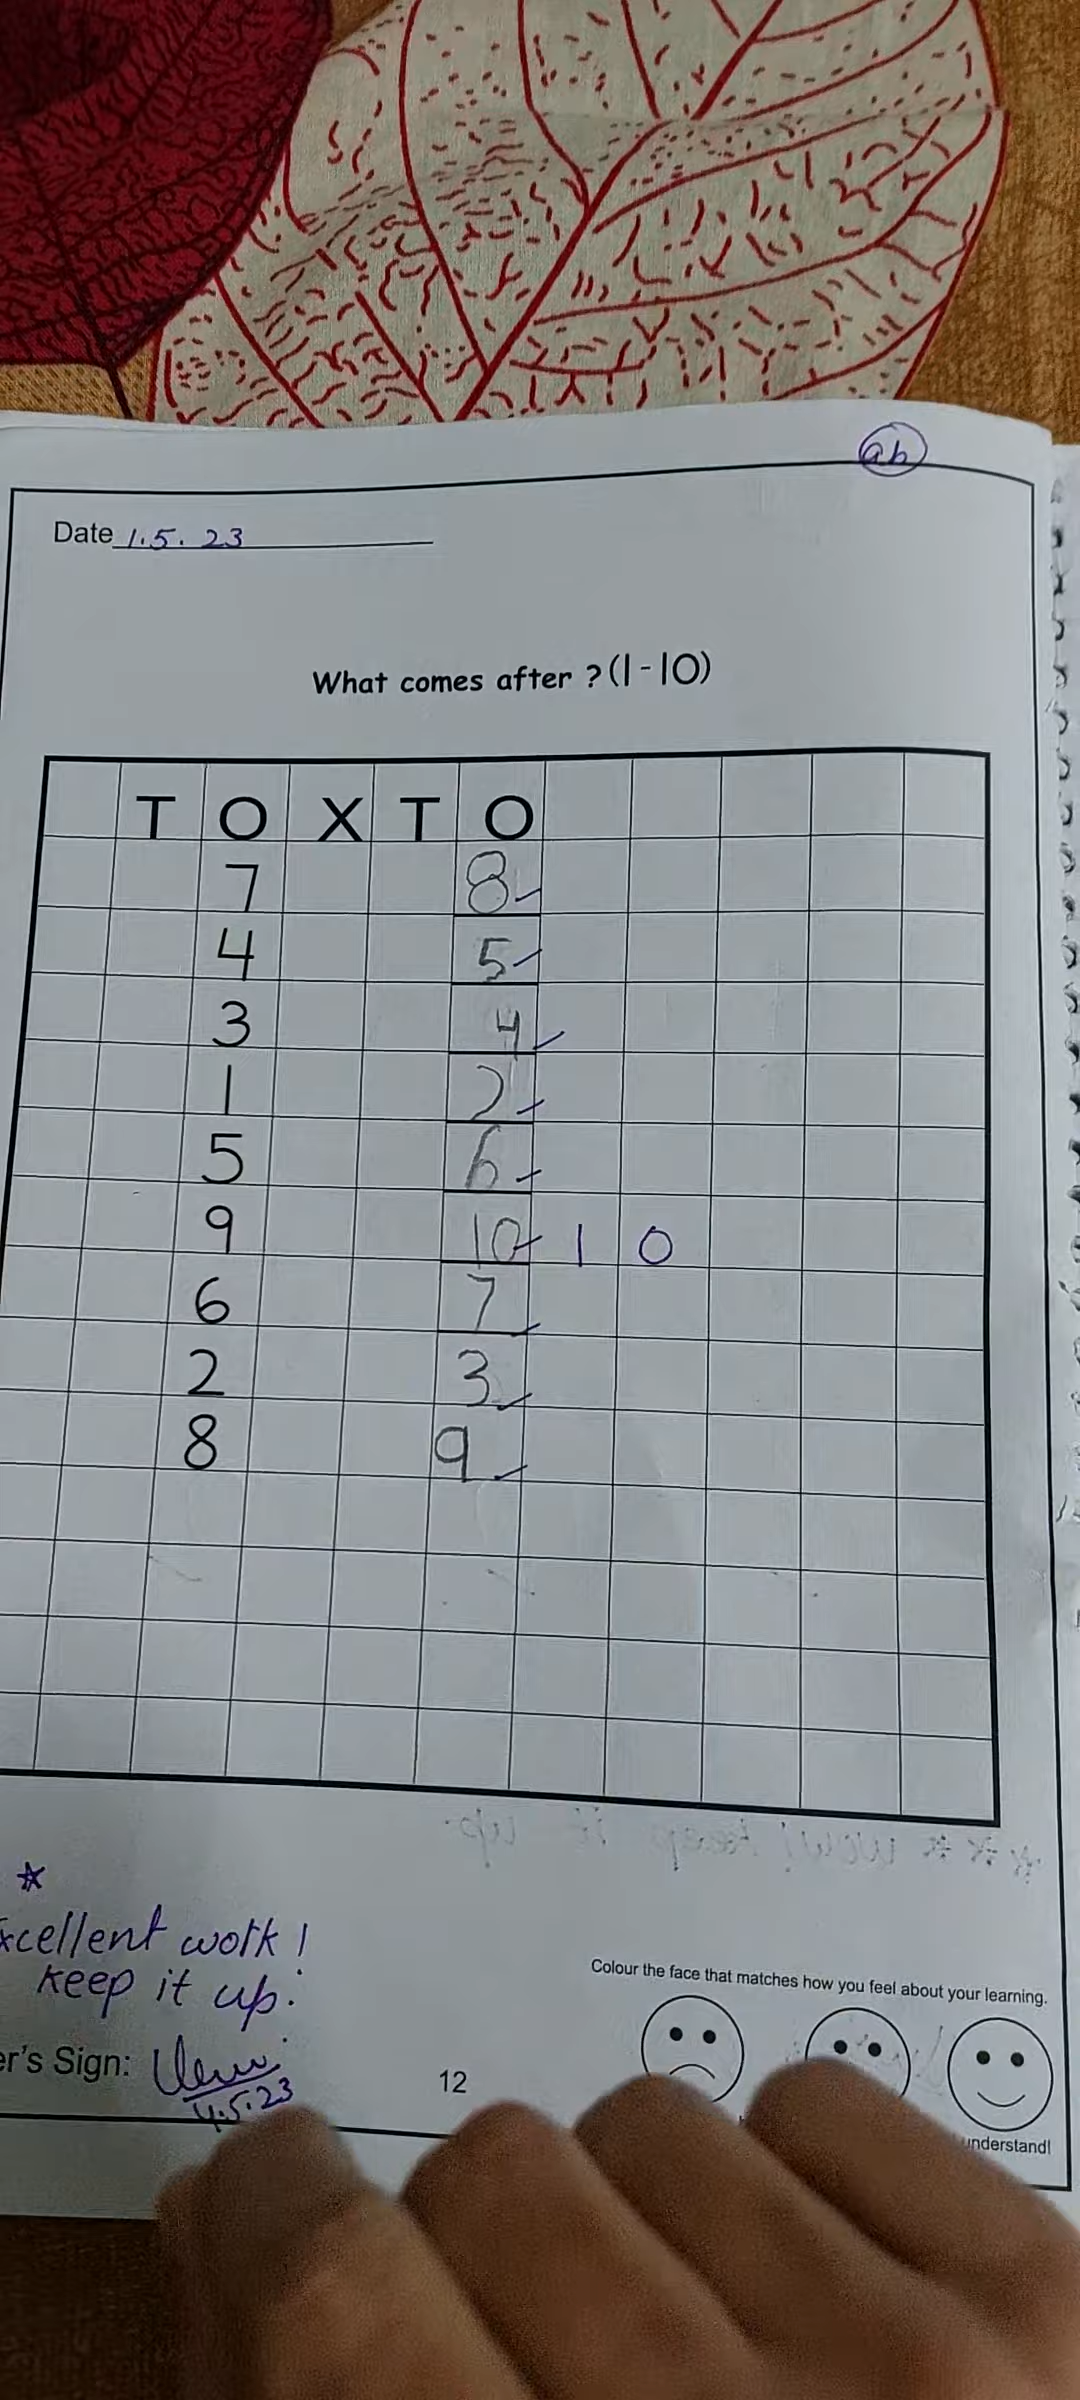 ab
Date 1.5.23
What comes after ? (1-10)
T O X T O
7 8
4 5
3 4
1 2
5 6
9 10 1 0
6 7
2 3
8 9
xcellent work!
keep it up.
er's Sign:
4.5.23
12
Colour the face that matches how you feel about your learning.
understand!